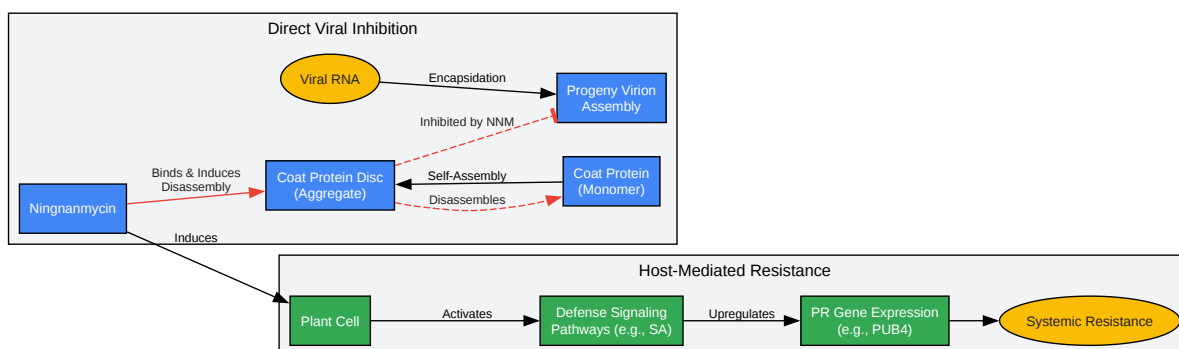 Direct Viral Inhibition
Viral RNA
Encapsidation
Progeny Virion
Assembly
Inhibited by NNM
Binds & Induces
Disassembly
Coat Protein Disc
(Aggregate)
Self-Assembly
Coat Protein
(Monomer)
Disassembles
Ningnanmycin
Induces
Host-Mediated Resistance
Plant Cell
Activates
Defense Signaling
Pathways (e.g., SA)
Upregulates
PR Gene Expression
(e.g., PUB4)
Systemic Resistance